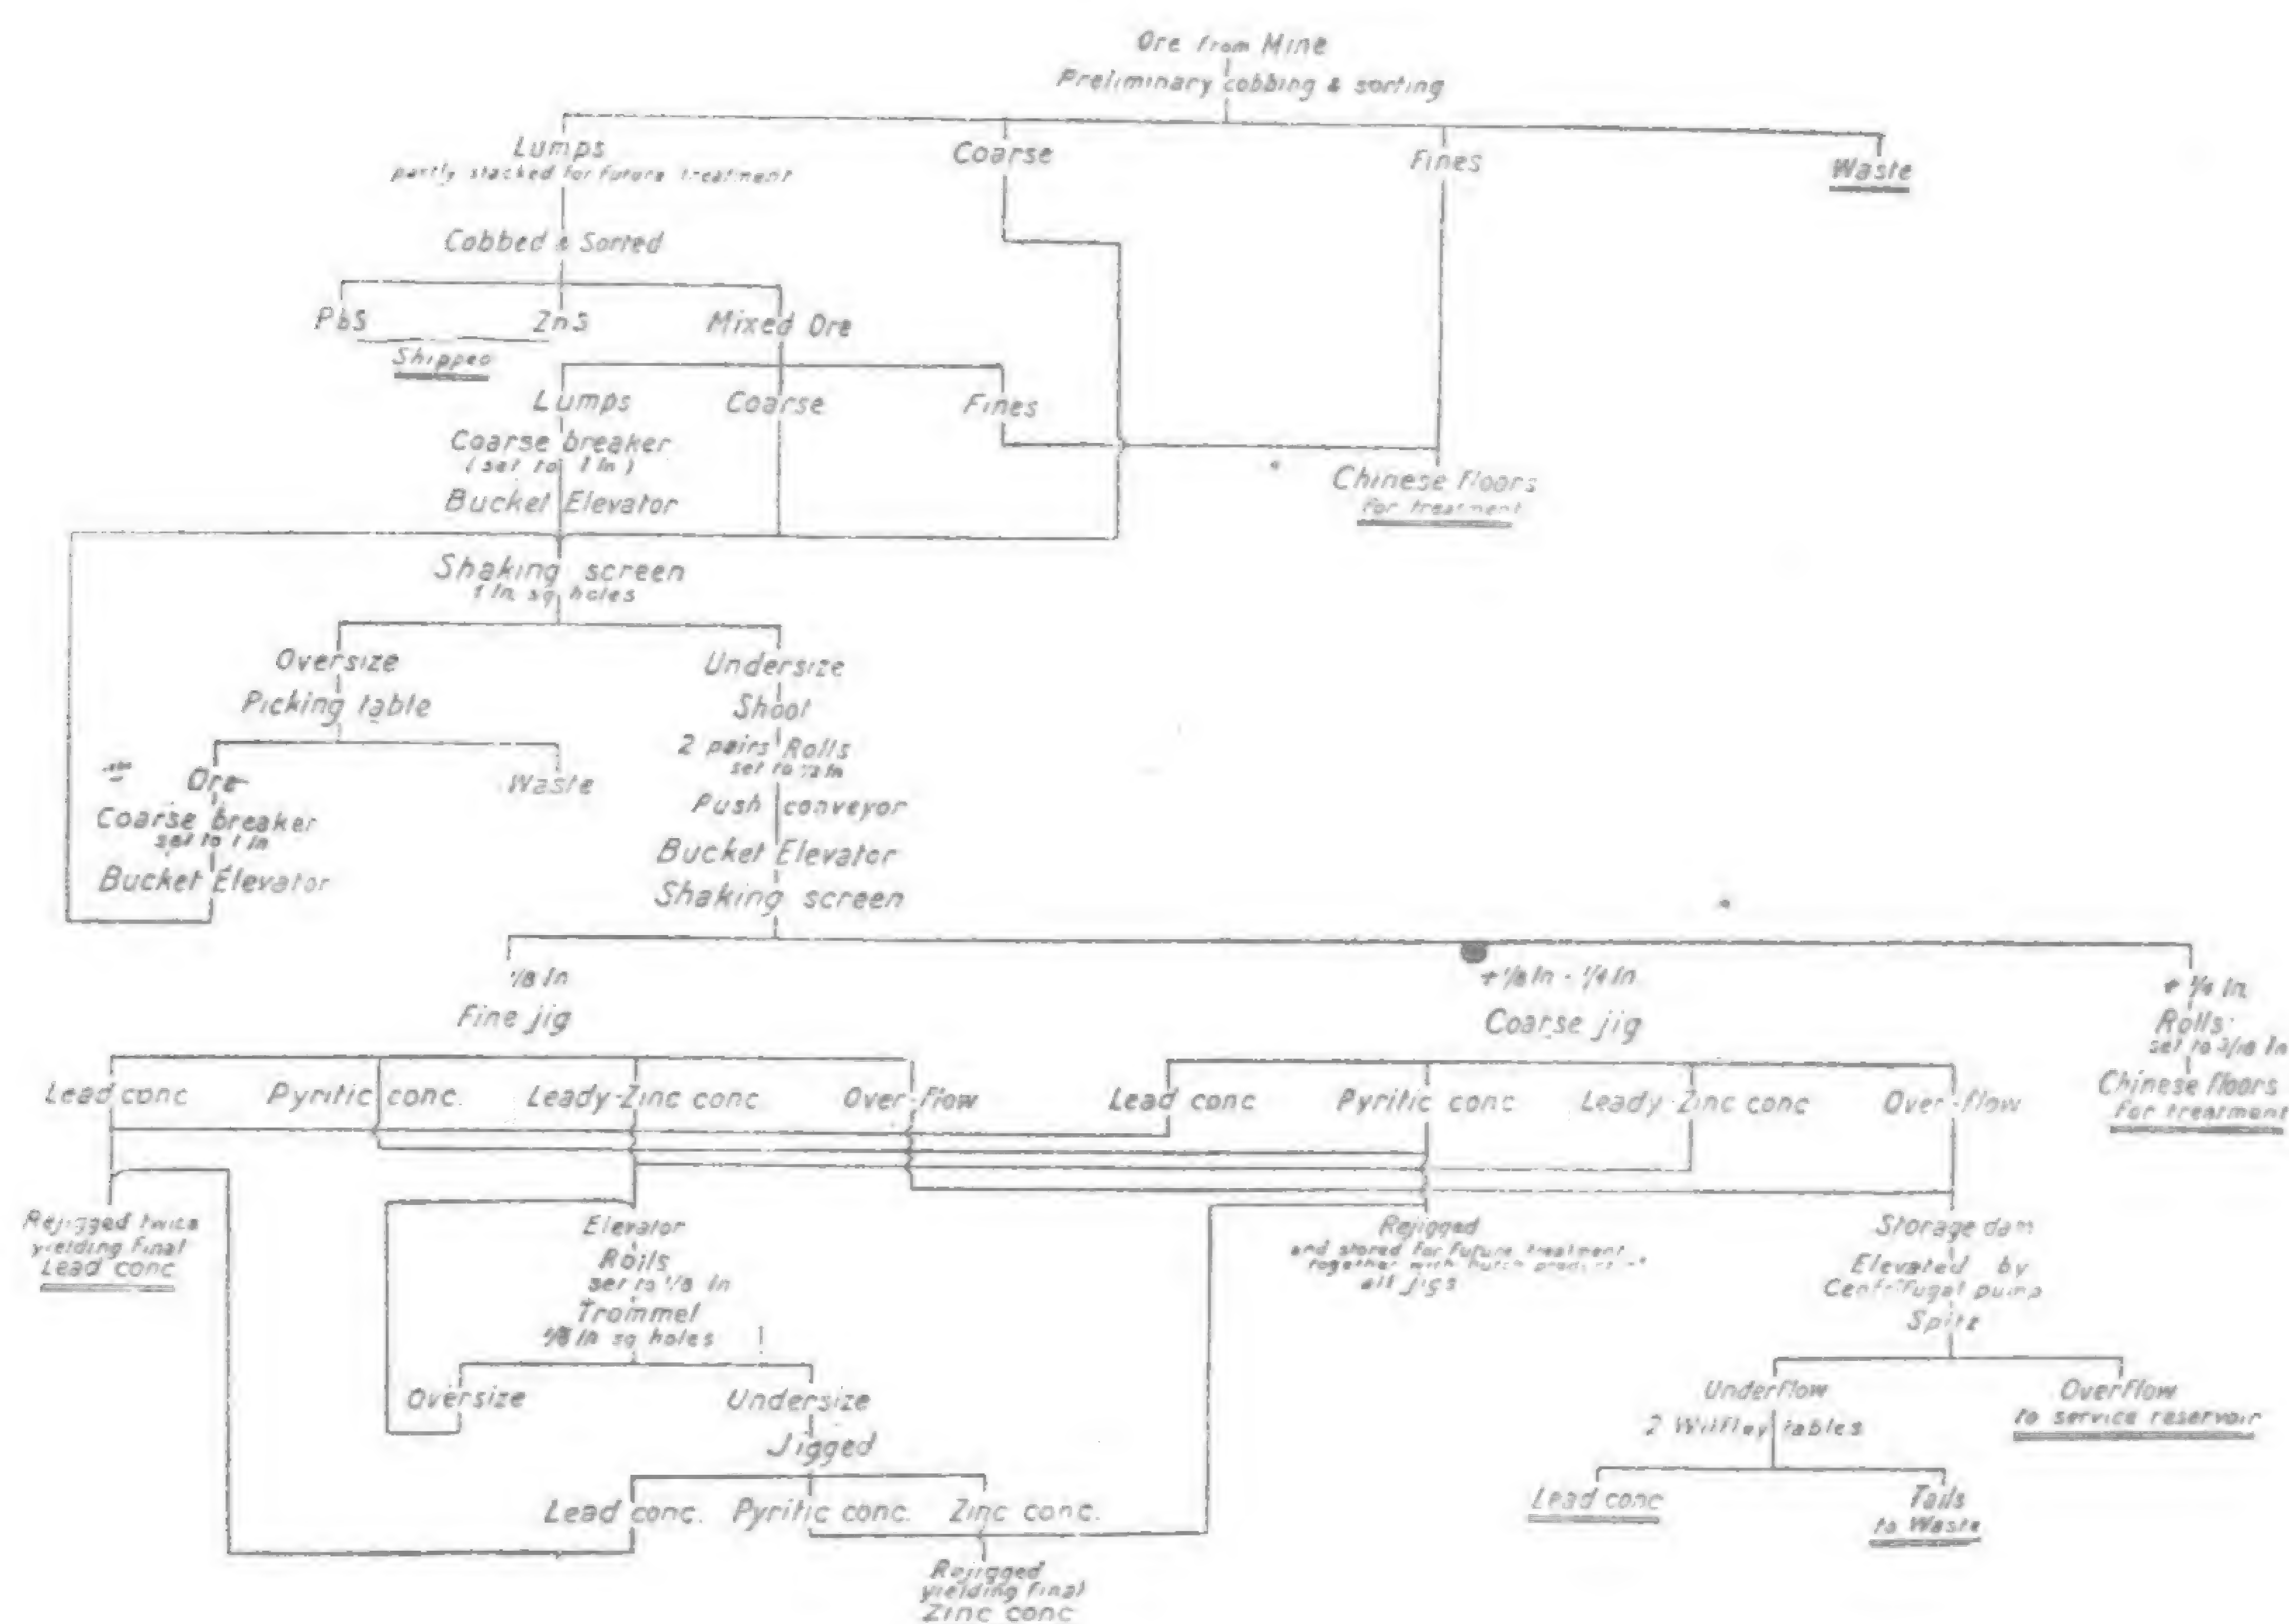 Ore from Mine
Preliminary cobbing & sorting
Lumps
partly stacked for future treatment
Coarse
Fines
Waste
Cobbed & Sorted
PbS
ZnS
Mixed Ore
Shipped
Lumps
Coarse
Fines
Coarse breaker
(set to 1 In)
Bucket Elevator
Chinese floors
for treatment
Shaking screen
1 In. sq holes
Oversize
Undersize
Picking table
Shoot
2 pairs Rolls
set to 1/2 In
Ore
Waste
Push conveyor
Coarse breaker
set to 1 In
Bucket Elevator
Bucket Elevator
Shaking screen
1/8 In
+ 1/8 In - 1/4 In.
+ 1/4 In.
Fine jig
Coarse jig
Rolls
set to 3/16 In
Chinese floors
for treatment
Lead conc
Pyritic conc.
Leady-Zinc conc
Over-flow
Lead conc
Pyritic conc
Leady-Zinc conc
Over-flow
Rejigged twice
yielding final
Lead conc
Elevator
Rolls
set to 1/8 In
Trommel
1/8 In sq holes
Rejigged
and stored for future treatment
together with hutch product
all jigs
Storage dam
Elevated by
Centrifugal pump
Spitz
Oversize
Undersize
Underflow
Overflow
to service reservoir
2 Wilfley tables
Jigged
Lead conc
Tails
to Waste
Lead conc.
Pyritic conc.
Zinc conc.
Rejigged
yielding final
Zinc conc